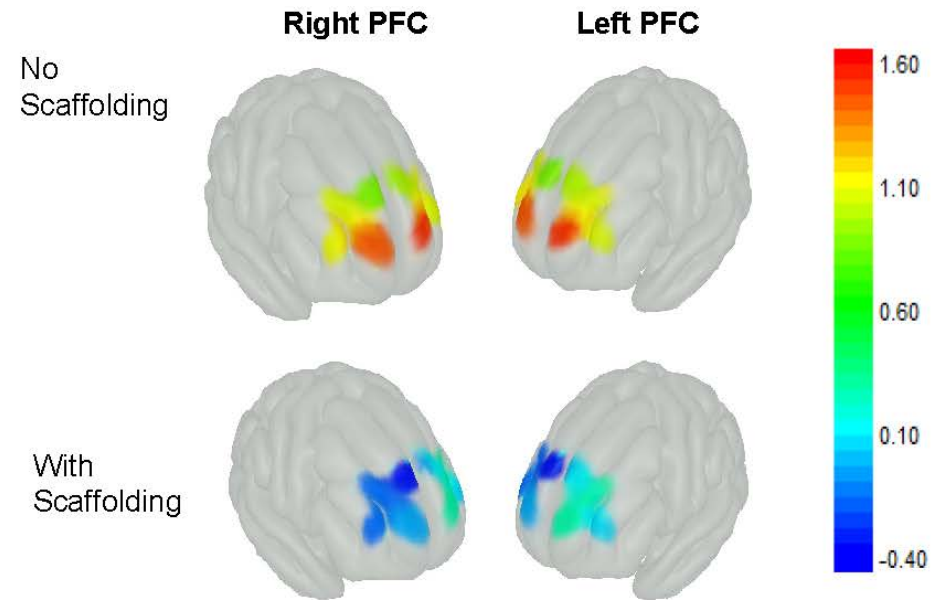 Right PFC
Left PFC
No
Scaffolding
With
Scaffolding
1.60
1.10
0.60
0.10
-0.40